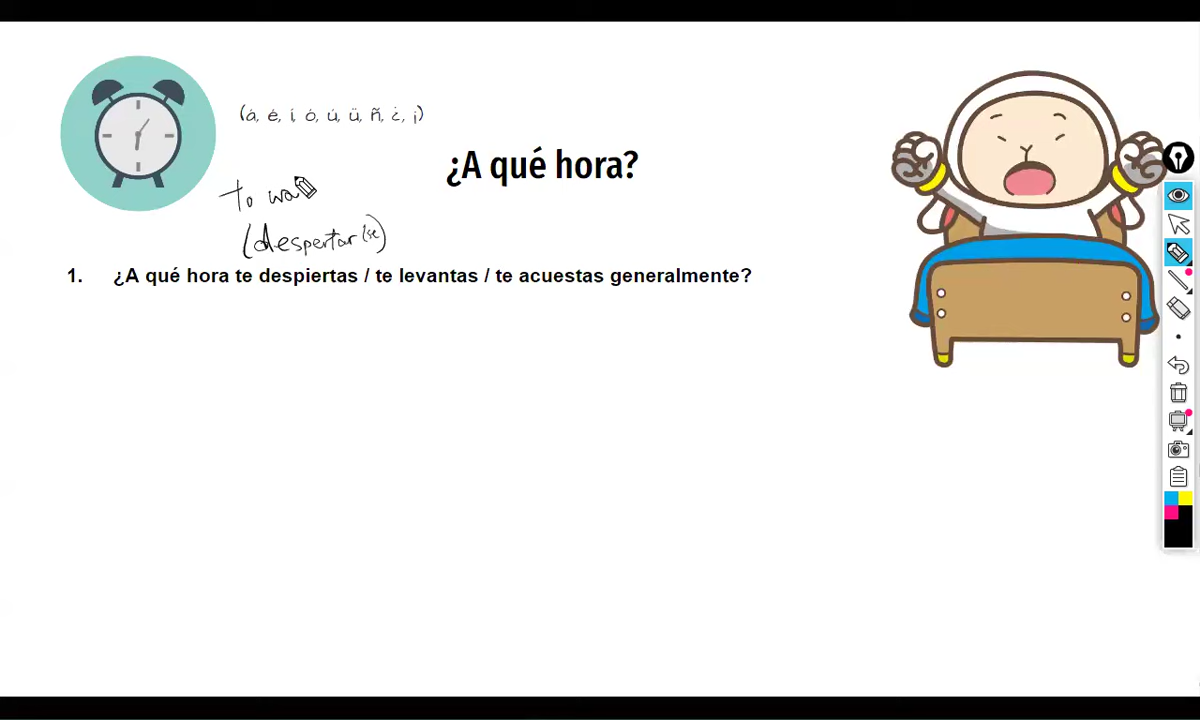 (á, é, í, ó, ú, ü, ñ, ¿, ¡)
¿A qué hora?
To wa
(despertar(se)
1. ¿A qué hora te despiertas / te levantas / te acuestas generalmente?